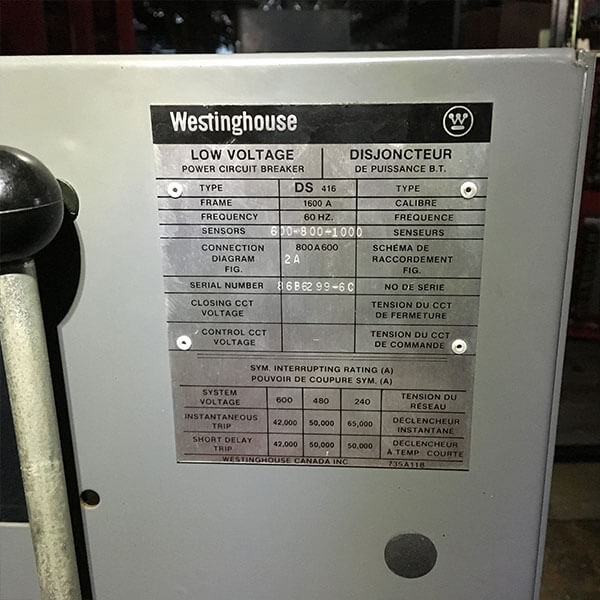 Westinghouse
W
LOW VOLTAGE DISJONCTEUR
POWER CIRCUIT BREAKER DE PUISSANCE B.T.
TYPE DS 416 TYPE
FRAME 1600 A CALIBRE
FREQUENCY 60 HZ. FREQUENCE
SENSORS 600-800-1000 SENSEURS
CONNECTION 800A600 SCHÉMA DE
DIAGRAM 2A RACCORDEMENT
FIG. FIG.
SERIAL NUMBER 86B6299-6C NO DE SÉRIE
CLOSING CCT TENSION DU CCT
VOLTAGE DE FERMETURE
CONTROL CCT TENSION DU CCT
VOLTAGE DE COMMANDE
SYM. INTERRUPTING RATING (A)
POUVOIR DE COUPURE SYM. (A)
SYSTEM 600 480 240 TENSION DU
VOLTAGE RÉSEAU
INSTANTANEOUS 42,000 50,000 65,000 DÉCLENCHEUR
TRIP INSTANTANÉ
SHORT DELAY 42,000 50,000 50,000 DÉCLENCHEUR
TRIP À TEMP COURTE
WESTINGHOUSE CANADA INC 735A118